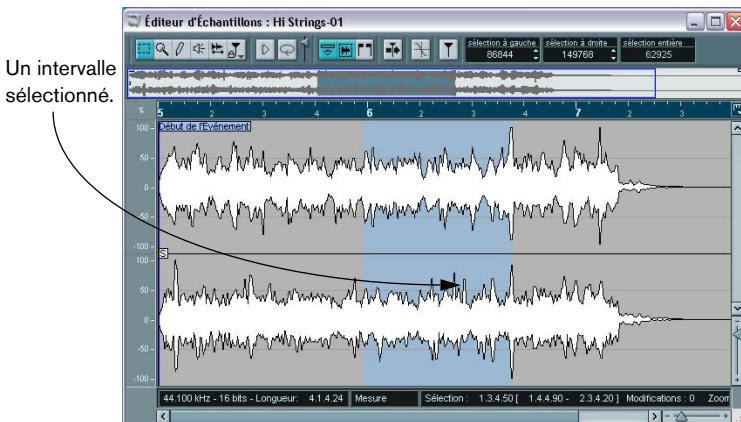 Éditeur d'Échantillons : Hi Strings-01
sélection à gauche sélection à droite sélection entière
86844 149768 62925
Un intervalle
sélectionné.
% 5 2 3 4 6 2 3 4 7 2 3
Début de l'Evénement
100
50
0
-50
-100
S
100
50
0
-50
-100
44.100 kHz - 16 bits - Longueur: 4.1.4.24 Mesure Sélection : 1.3.4.50 [ 1.4.4.90 - 2.3.4.20 ] Modifications : 0 Zoom